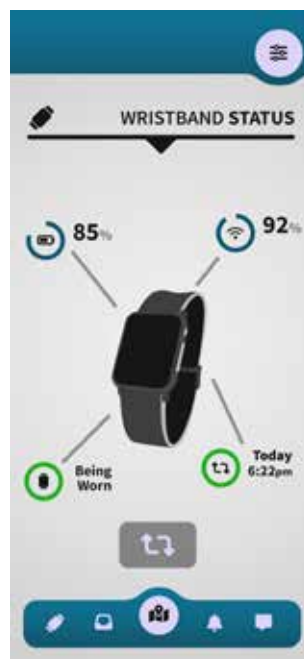 WRISTBAND STATUS
85%
92%
Being
Worn
Today
6:22pm